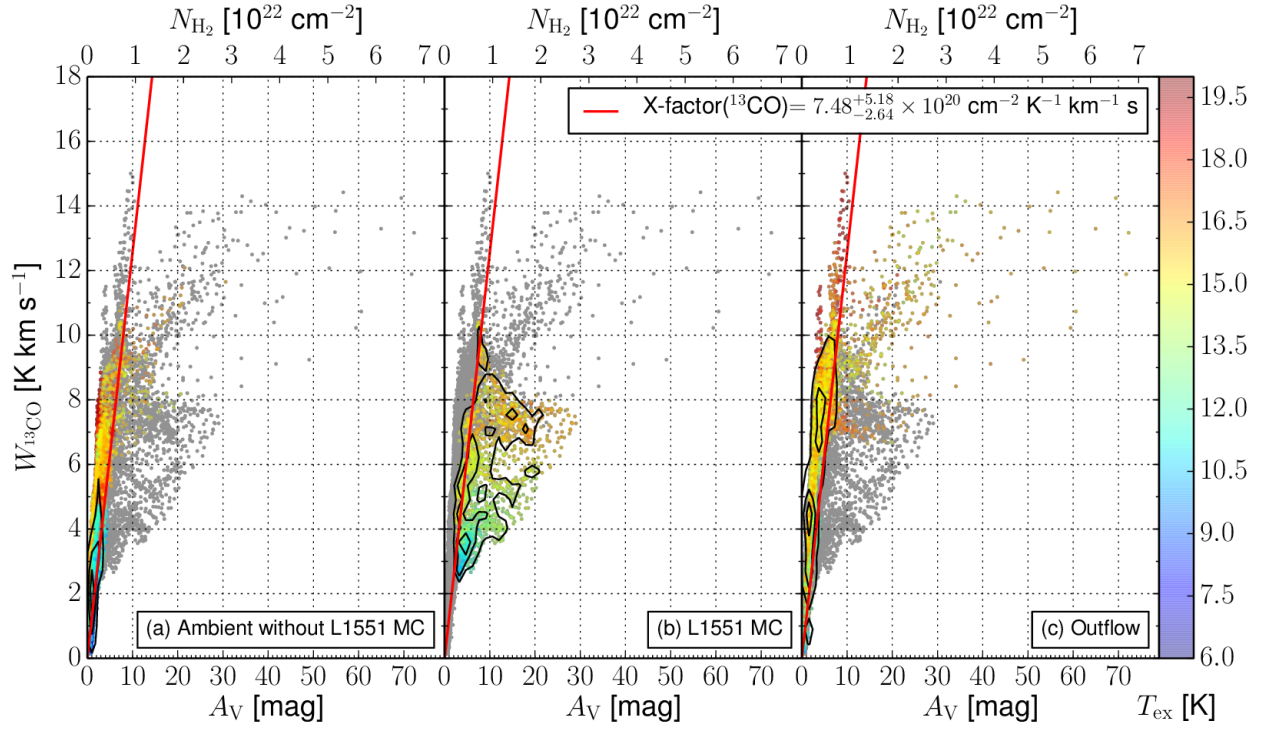 N_H₂ [10²² cm⁻²] N_H₂ [10²² cm⁻²] N_H₂ [10²² cm⁻²]
0 1 2 3 4 5 6 7 0 1 2 3 4 5 6 7 0 1 2 3 4 5 6 7
X-factor(¹³CO)= 7.48 +5.18 −2.64 × 10²⁰ cm⁻² K⁻¹ km⁻¹ s
W₁₃CO [K km s⁻¹]
18
16
14
12
10
8
6
4
2
0
(a) Ambient without L1551 MC
(b) L1551 MC
(c) Outflow
19.5
18.0
16.5
15.0
13.5
12.0
10.5
9.0
7.5
6.0
0 10 20 30 40 50 60 70 0 10 20 30 40 50 60 70 0 10 20 30 40 50 60 70
A_V [mag] A_V [mag] A_V [mag] T_ex [K]